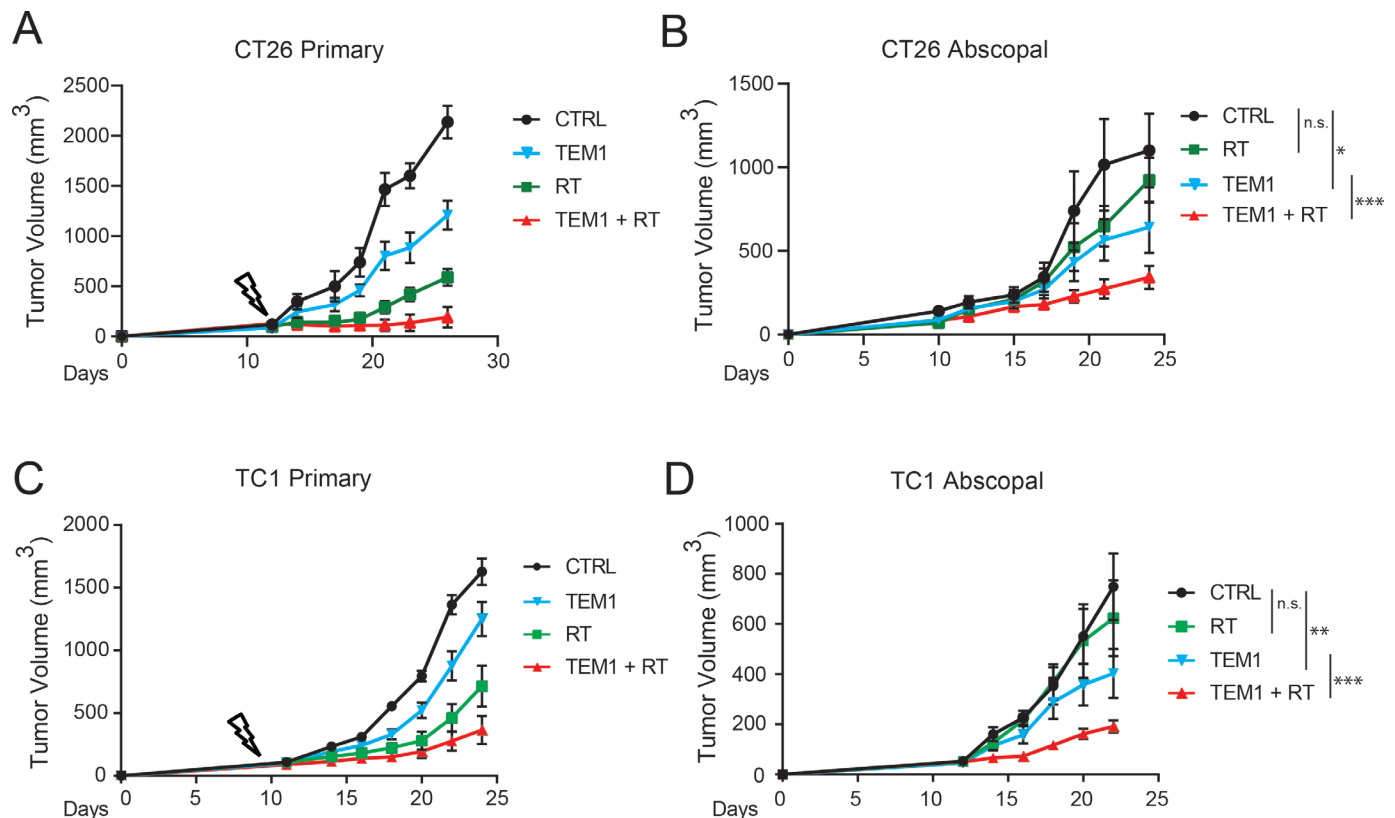 A
CT26 Primary
Tumor Volume (mm3)
2500
2000
1500
1000
500
0
0
10
20
30
Days
CTRL
TEM1
RT
TEM1 + RT
B
CT26 Abscopal
Tumor Volume (mm3)
1500
1000
500
0
0
5
10
15
20
25
Days
CTRL
RT
TEM1
TEM1 + RT
n.s.
*
***
C
TC1 Primary
Tumor Volume (mm3)
2000
1500
1000
500
0
0
5
10
15
20
25
Days
CTRL
TEM1
RT
TEM1 + RT
D
TC1 Abscopal
Tumor Volume (mm3)
1000
800
600
400
200
0
0
5
10
15
20
25
Days
CTRL
RT
TEM1
TEM1 + RT
n.s.
**
***